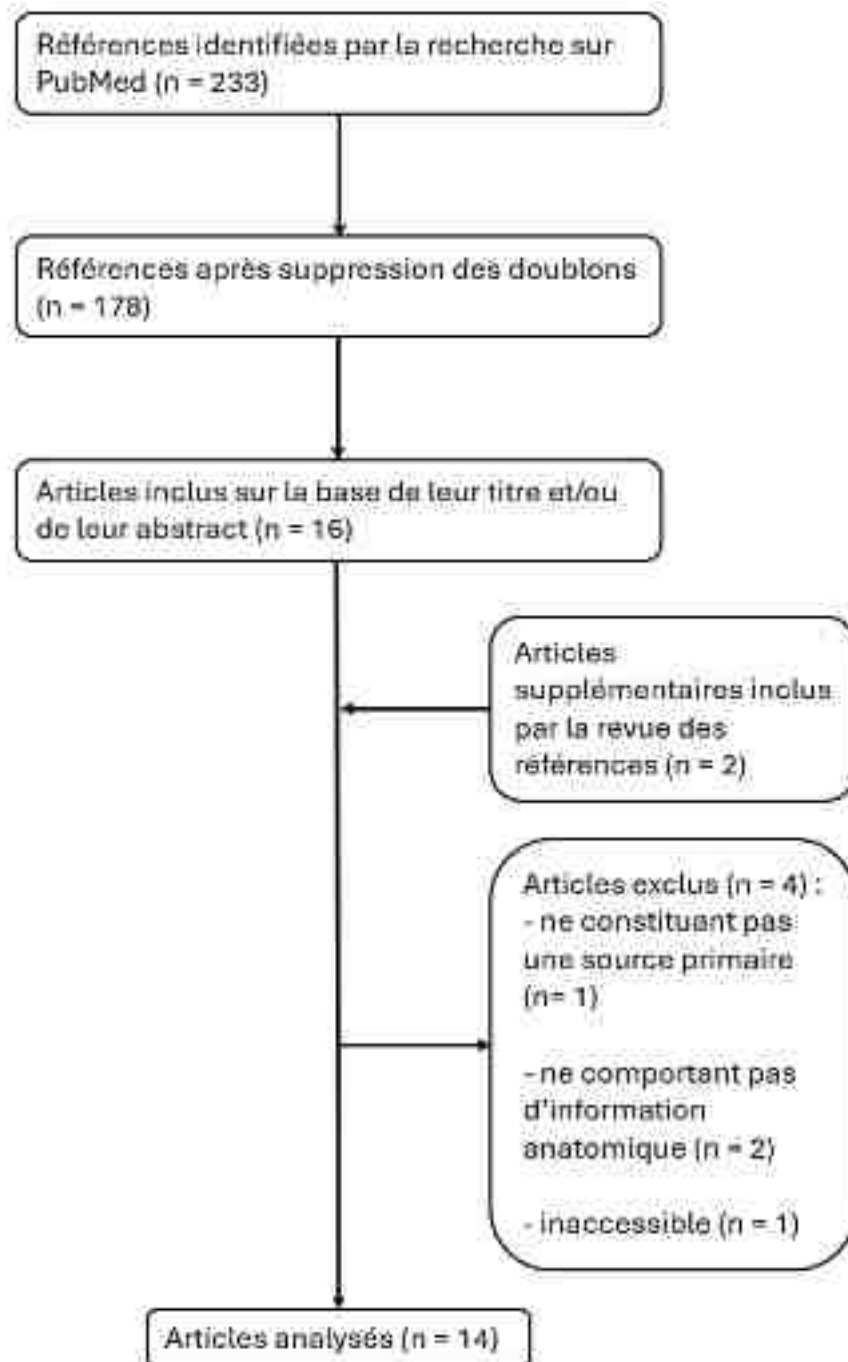 Références identifiées par la recherche sur
PubMed (n = 233)
Références après suppression des doublons
(n = 178)
Articles inclus sur la base de leur titre et/ou
de leur abstract (n = 16)
Articles
supplémentaires inclus
par la revue des
références (n = 2)
Articles exclus (n = 4) :
- ne constituant pas
une source primaire
(n= 1)
- ne comportant pas
d'information
anatomique (n = 2)
- inaccessible (n = 1)
Articles analysés (n = 14)